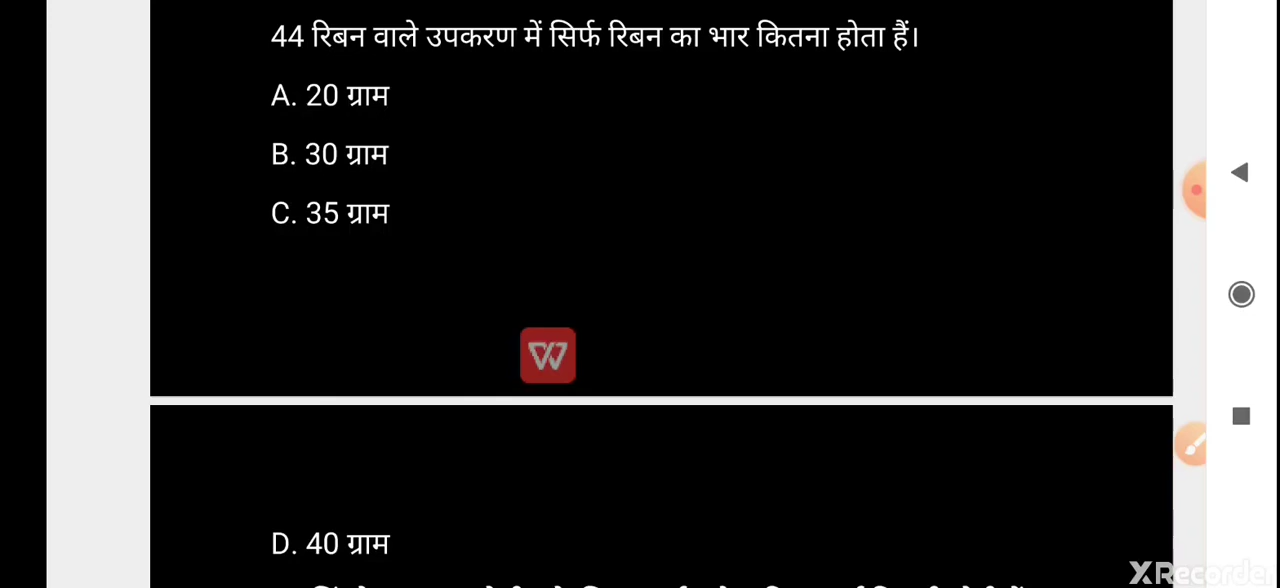 44 रिबन वाले उपकरण में सिर्फ रिबन का भार कितना होता हैं।
A. 20 ग्राम
B. 30 ग्राम
C. 35 ग्राम
W
D. 40 ग्राम
XRecorder